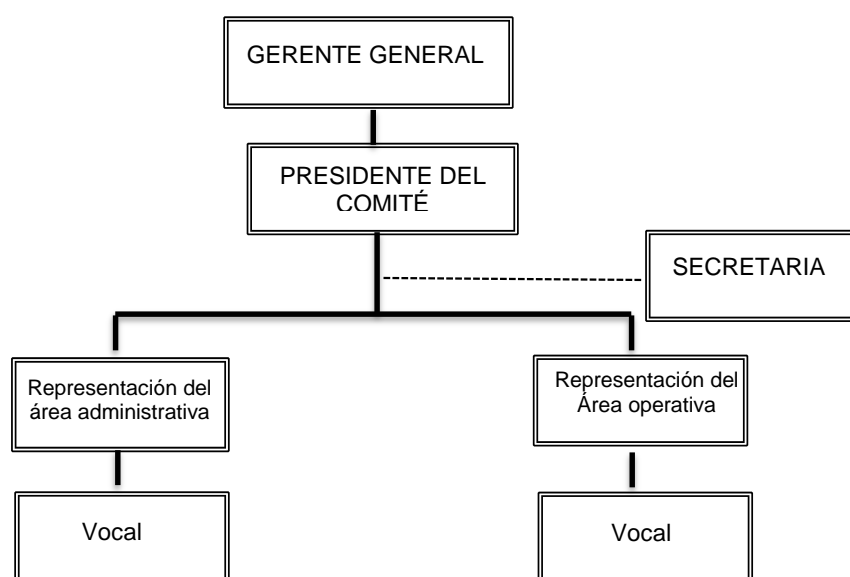 GERENTE GENERAL
PRESIDENTE DEL
COMITÉ
SECRETARIA
Representación del
área administrativa
Representación del
Área operativa
Vocal
Vocal